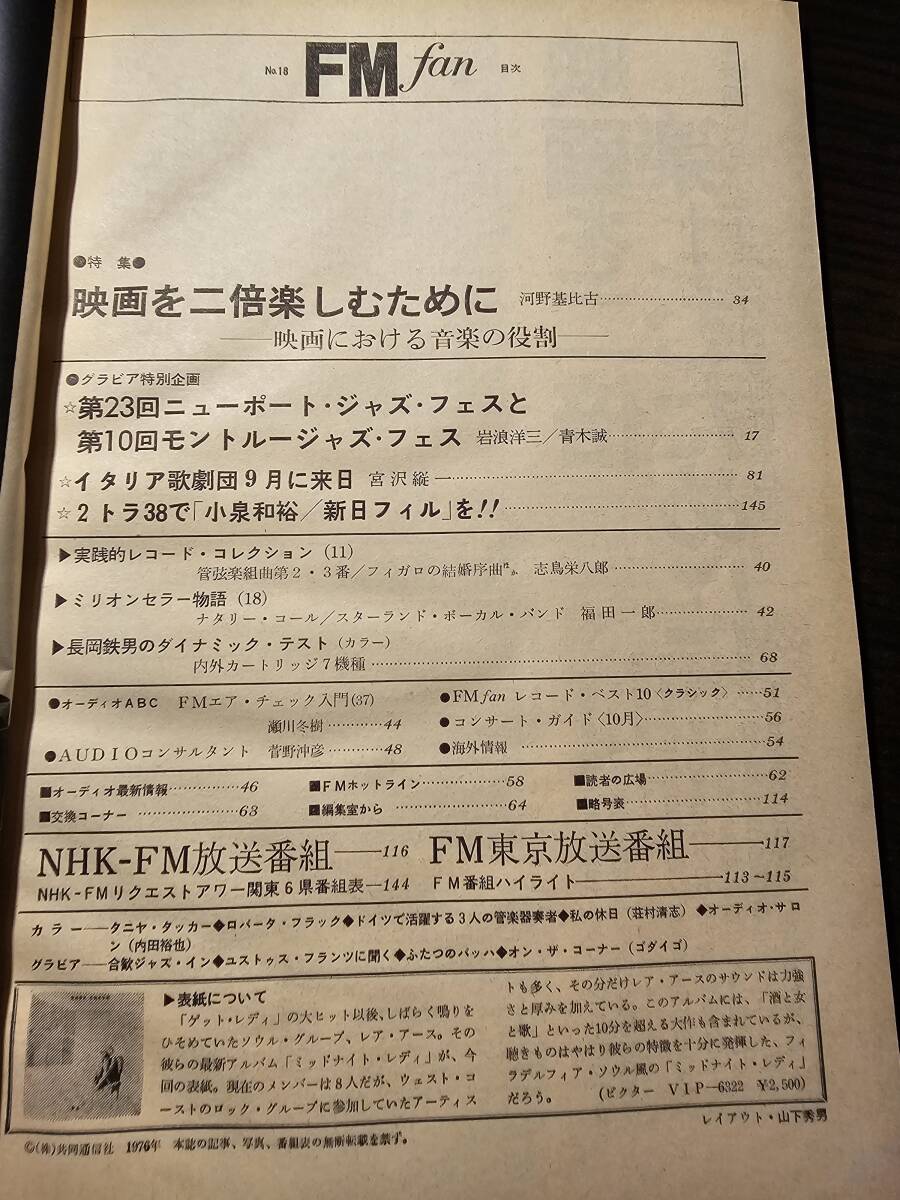 No.18 FM fan 目次
●特 集●
映画を二倍楽しむために 河野基比古…………………34
——映画における音楽の役割——
●グラビア特別企画
☆第23回ニューポート・ジャズ・フェスと
第10回モントルージャズ・フェス 岩浪洋三／青木誠…………………17
☆イタリア歌劇団9月に来日 宮沢縦一…………………81
☆2トラ38で「小泉和裕／新日フィル」を!!…………………145
▶実践的レコード・コレクション (11)
管弦楽組曲第2・3番／フィガロの結婚序曲ほか 志鳥栄八郎…………………40
▶ミリオンセラー物語 (18)
ナタリー・コール／スターランド・ボーカル・バンド 福田一郎…………………42
▶長岡鉄男のダイナミック・テスト (カラー)
内外カートリッジ7機種…………………68
●オーディオABC FMエア・チェック入門(37)
瀬川冬樹…………44
●AUDIOコンサルタント 菅野沖彦…………48
●FM fan レコード・ベスト10〈クラシック〉……51
●コンサート・ガイド〈10月〉…………56
●海外情報 …………………54
■オーディオ最新情報…………46
■FMホットライン…………58
■読者の広場…………62
■交換コーナー …………63
■編集室から …………64
■略号表…………114
NHK-FM放送番組——116
FM東京放送番組——117
NHK-FMリクエストアワー関東6県番組表—144
FM番組ハイライト——113〜115
カラー——タニヤ・タッカー◆ロバータ・フラック◆ドイツで活躍する3人の管楽器奏者◆私の休日(荘村清志)◆オーディオ・サロ
ン(内田裕也)
グラビア——合歓ジャズ・イン◆ユストゥス・フランツに聞く◆ふたつのバッハ◆オン・ザ・コーナー(ゴダイゴ)
▶表紙について
「ゲット・レディ」の大ヒット以後、しばらく鳴りを
ひそめていたソウル・グループ、レア・アース。その
彼らの最新アルバム「ミッドナイト・レディ」が、今
回の表紙。現在のメンバーは8人だが、ウェスト・コ
ーストのロック・グループに参加していたアーティス
トも多く、その分だけレア・アースのサウンドは力強
さと厚みを加えている。このアルバムには、「酒と女
と歌」といった10分を超える大作も含まれているが、
聴きものはやはり彼らの特徴を十分に発揮した、フィ
ラデルフィア・ソウル風の「ミッドナイト・レディ」
だろう。 (ビクター VIP—6322 ¥2,500)
レイアウト・山下秀男
©(株)共同通信社 1976年 本誌の記事、写真、番組表の無断転載を禁ず。